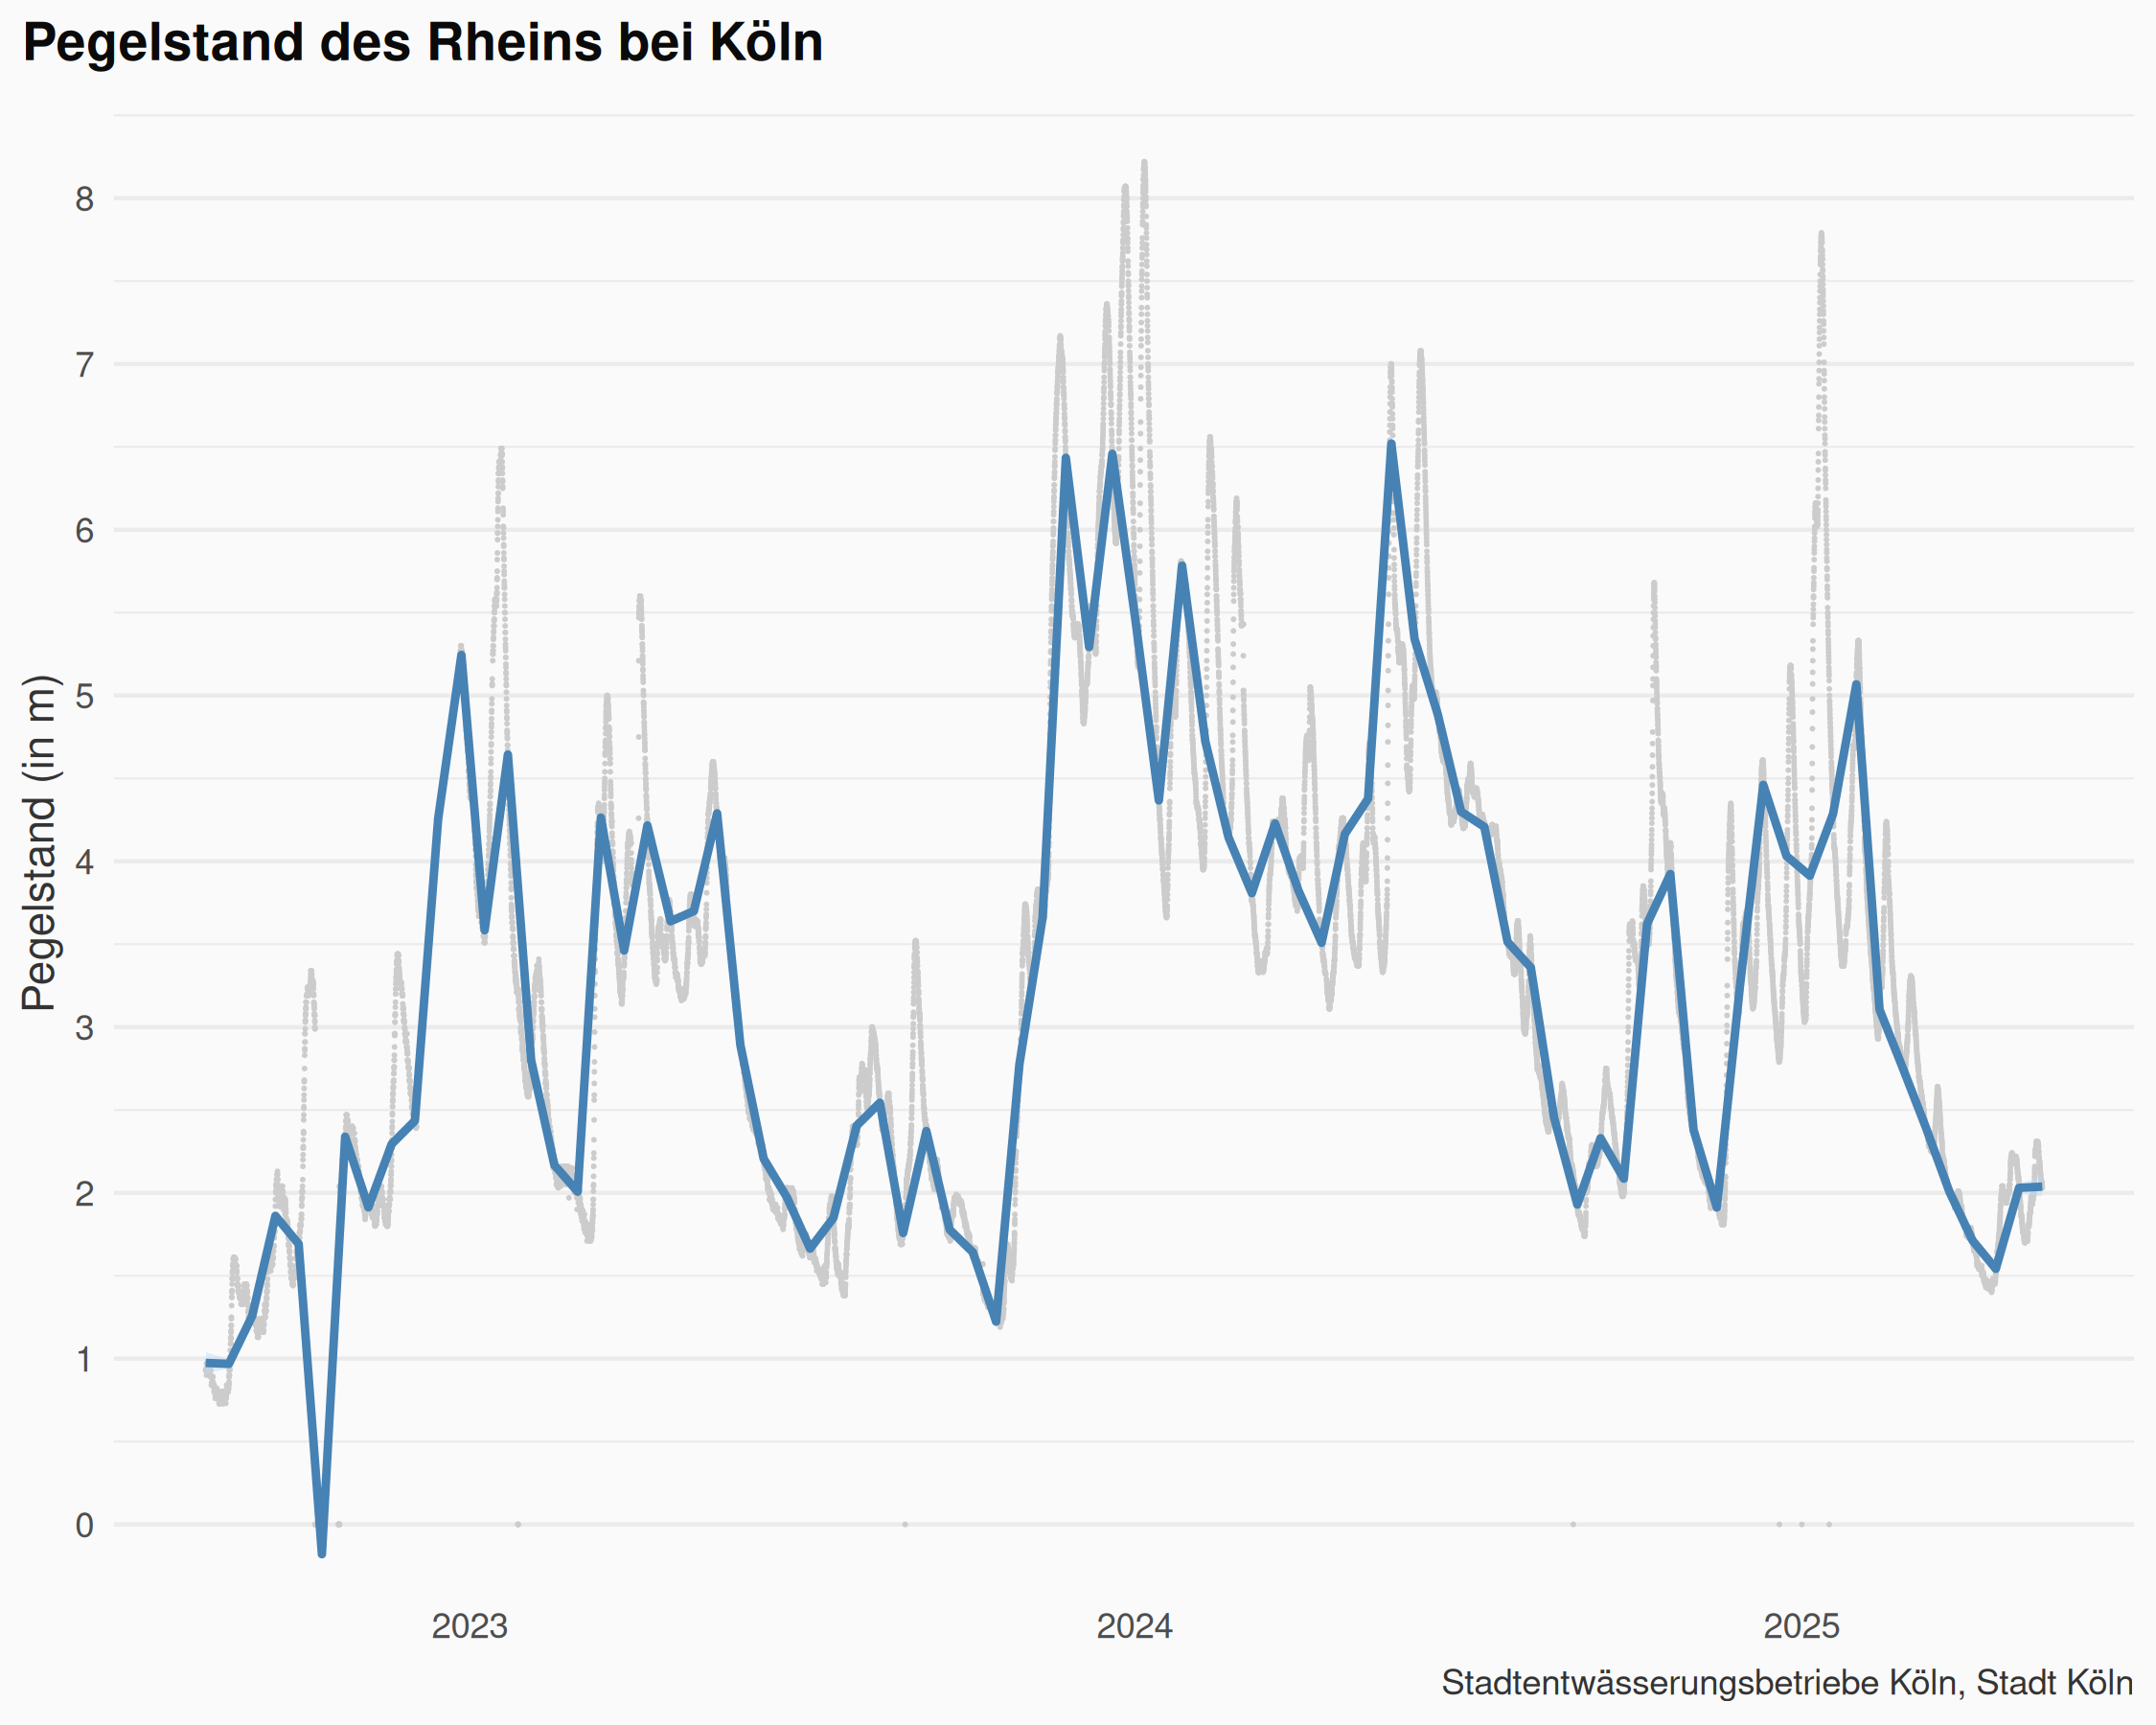 Pegelstand des Rheins bei Köln
Pegelstand (in m)
8
7
6
5
4
3
2
1
0
2023 2024 2025
Stadtentwässerungsbetriebe Köln, Stadt Köln